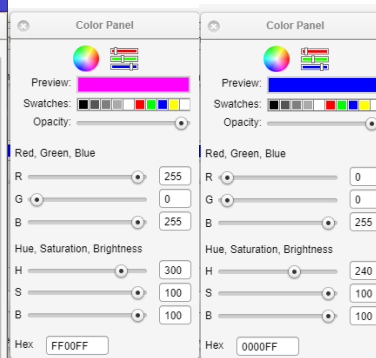 Color Panel
Preview:
Swatches:
Opacity:
Red, Green, Blue
R 255
G 0
B 255
Hue, Saturation, Brightness
H 300
S 100
B 100
Hex FF00FF
Color Panel
Preview:
Swatches:
Opacity:
Red, Green, Blue
R 0
G 0
B 255
Hue, Saturation, Brightness
H 240
S 100
B 100
Hex 0000FF